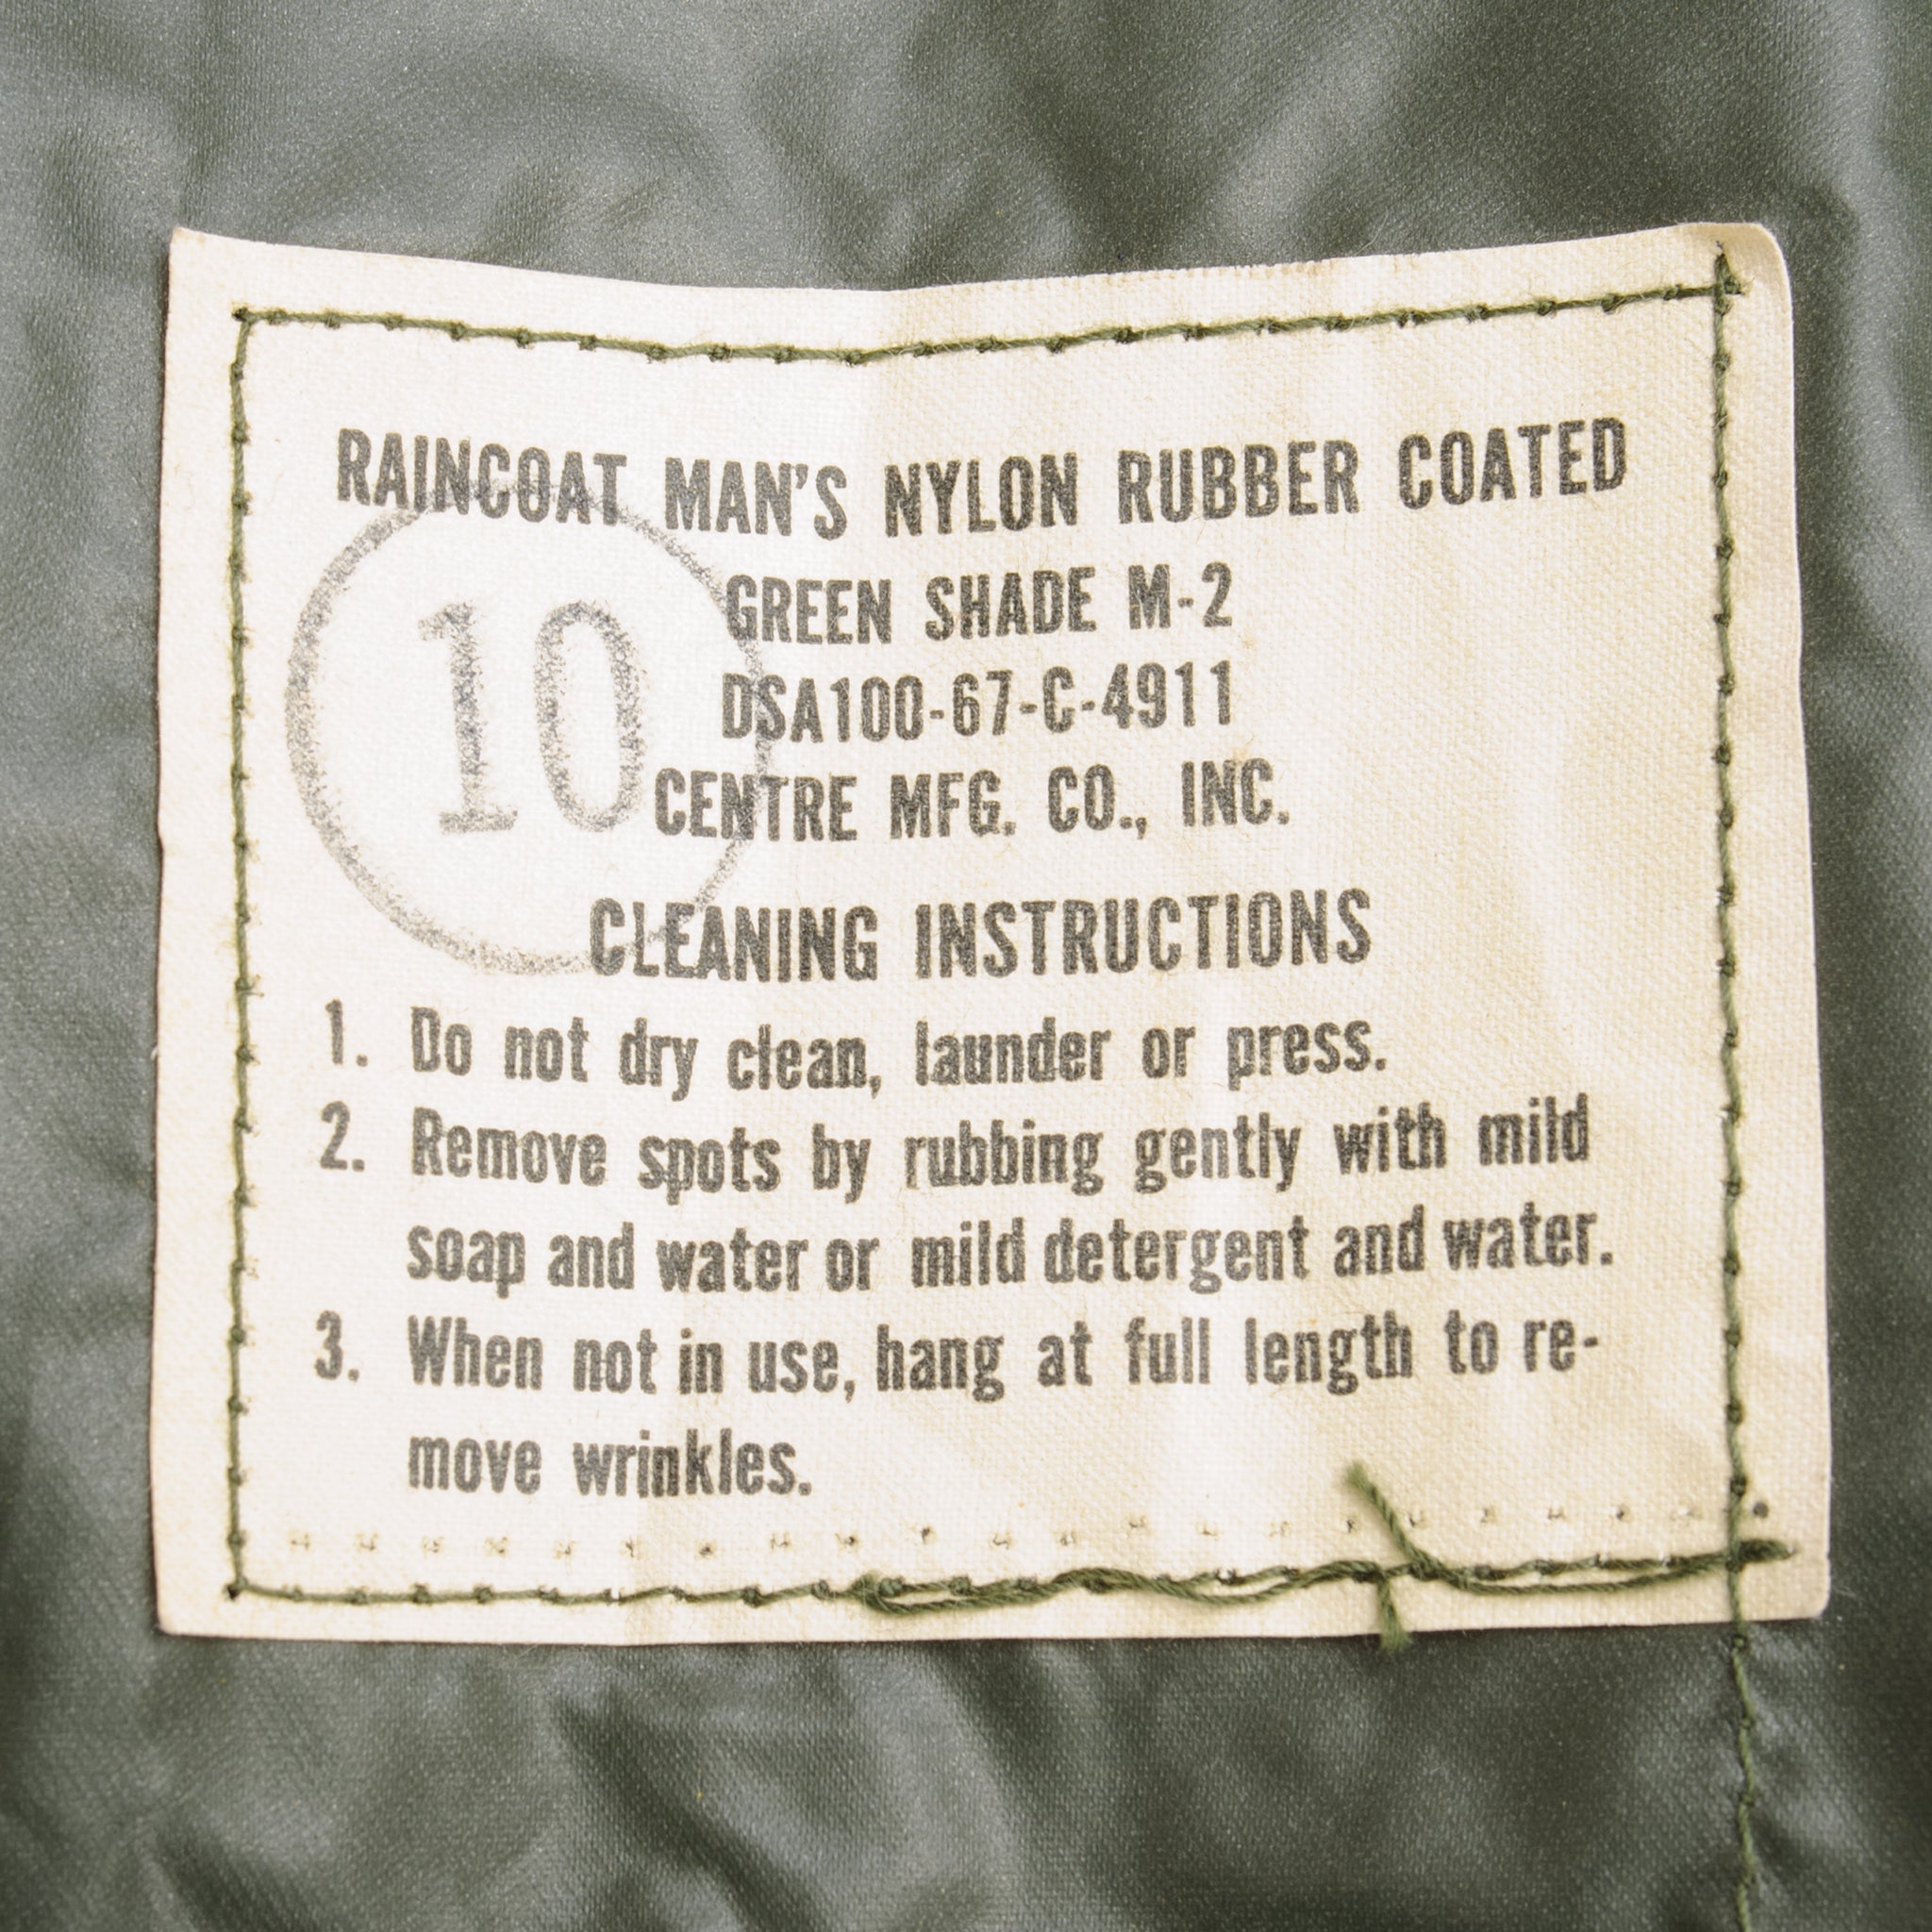 RAINCOAT MAN'S NYLON RUBBER COATED
GREEN SHADE M-2
10
DSA100-67-C-4911
CENTRE MFG. CO., INC.
CLEANING INSTRUCTIONS
1. Do not dry clean, launder or press.
2. Remove spots by rubbing gently with mild
soap and water or mild detergent and water.
3. When not in use, hang at full length to re-
move wrinkles.